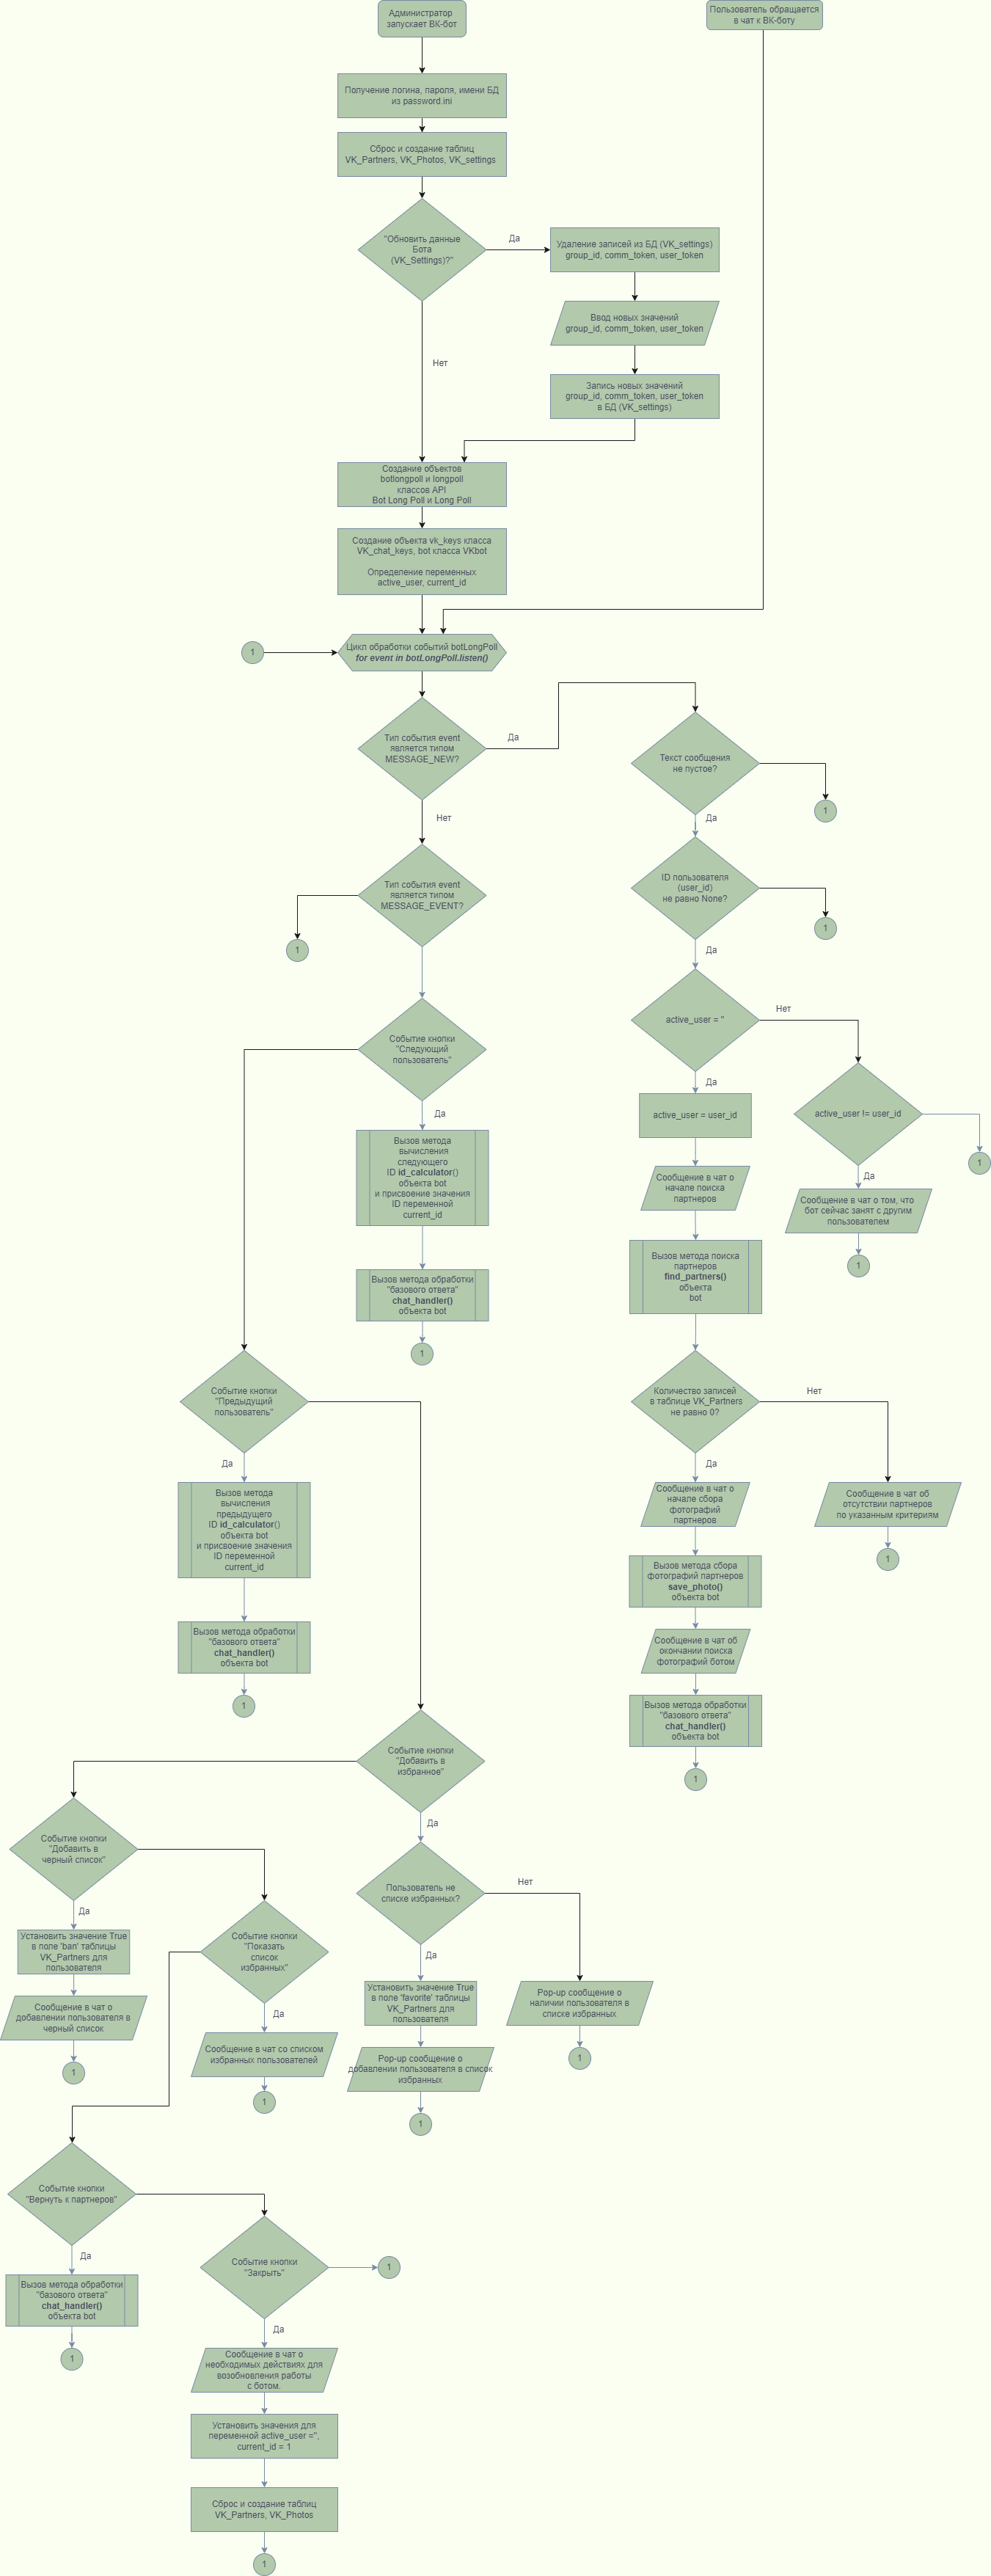 Администратор
запускает ВК-бот
Пользователь обращается
в чат к ВК-боту
Получение логина, пароля, имени БД
из password.ini
Сброс и создание таблиц
VK_Partners, VK_Photos, VK_settings
"Обновить данные
Бота
(VK_Settings)?"
Да
Удаление записей из БД (VK_settings)
group_id, comm_token, user_token
Ввод новых значений
group_id, comm_token, user_token
Нет
Запись новых значений
group_id, comm_token, user_token
в БД (VK_settings)
Создание объектов
botlongpoll и longpoll
классов API
Bot Long Poll и Long Poll
Создание объекта vk_keys класса
VK_chat_keys, bot класса VKbot
Определение переменных
active_user, current_id
1
Цикл обработки событий botLongPoll
for event in botLongPoll.listen()
Тип события event
является типом
MESSAGE_NEW?
Да
Текст сообщения
не пустое?
1
Нет
Да
Тип события event
является типом
MESSAGE_EVENT?
1
ID пользователя
(user_id)
не равно None?
1
Да
active_user = ''
Нет
Да
Событие кнопки
"Следующий
пользователь"
Да
active_user = user_id
active_user != user_id
1
Да
Вызов метода
вычисления
следующего
ID id_calculator()
объекта bot
и присвоение значения
ID переменной
current_id
Сообщение в чат о
начале поиска
партнеров
Сообщение в чат о том, что
бот сейчас занят с другим
пользователем
1
Вызов метода поиска
партнеров
find_partners()
объекта
bot
Вызов метода обработки
"базового ответа"
chat_handler()
объекта bot
1
Событие кнопки
"Предыдущий
пользователь"
Да
Количество записей
в таблице VK_Partners
не равно 0?
Нет
Да
Вызов метода
вычисления
предыдущего
ID id_calculator()
объекта bot
и присвоение значения
ID переменной
current_id
Сообщение в чат о
начале сбора
фотографий
партнеров
Сообщение в чат об
отсутствии партнеров
по указанным критериям
1
Вызов метода сбора
фотографий партнеров
save_photo()
объекта bot
Вызов метода обработки
"базового ответа"
chat_handler()
объекта bot
1
Сообщение в чат об
окончании поиска
фотографий ботом
Вызов метода обработки
"базового ответа"
chat_handler()
объекта bot
1
Событие кнопки
"Добавить в
избранное"
Да
Событие кнопки
"Добавить в
черный список"
Да
Пользователь не
списке избранных?
Нет
Да
Событие кнопки
"Показать
список
избранных"
Да
Установить значение True
в поле 'ban' таблицы
VK_Partners для
пользователя
Сообщение в чат о
добавлении пользователя в
черный список
1
Сообщение в чат со списком
избранных пользователей
1
Установить значение True
в поле 'favorite' таблицы
VK_Partners для
пользователя
Pop-up сообщение о
добавлении пользователя в список
избранных
1
Pop-up сообщение о
наличии пользователя в
списке избранных
1
Событие кнопки
"Вернуть к партнеров"
Да
Вызов метода обработки
"базового ответа"
chat_handler()
объекта bot
1
Событие кнопки
"Закрыть"
1
Да
Сообщение в чат о
необходимых действиях для
возобновления работы
с ботом.
Установить значения для
переменной active_user ='',
current_id = 1
Сброс и создание таблиц
VK_Partners, VK_Photos
1